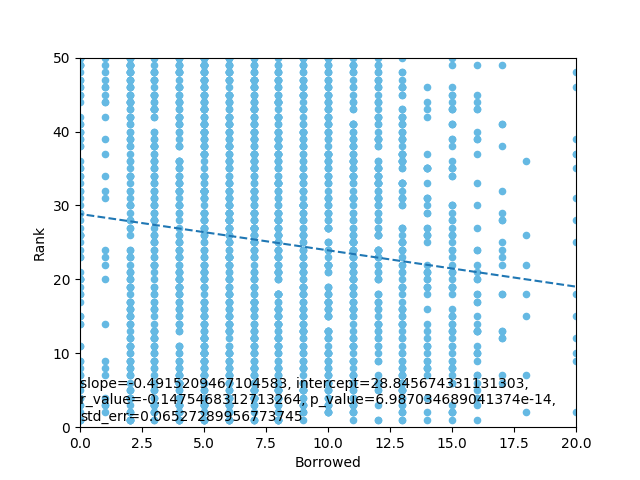 50
40
30
20
10
0
Rank
slope=-0.4915209467104583, intercept=28.845674331131303,
r_value=-0.1475468312713264, p_value=6.987034689041374e-14,
std_err=0.06527289956773745
0.0 2.5 5.0 7.5 10.0 12.5 15.0 17.5 20.0
Borrowed